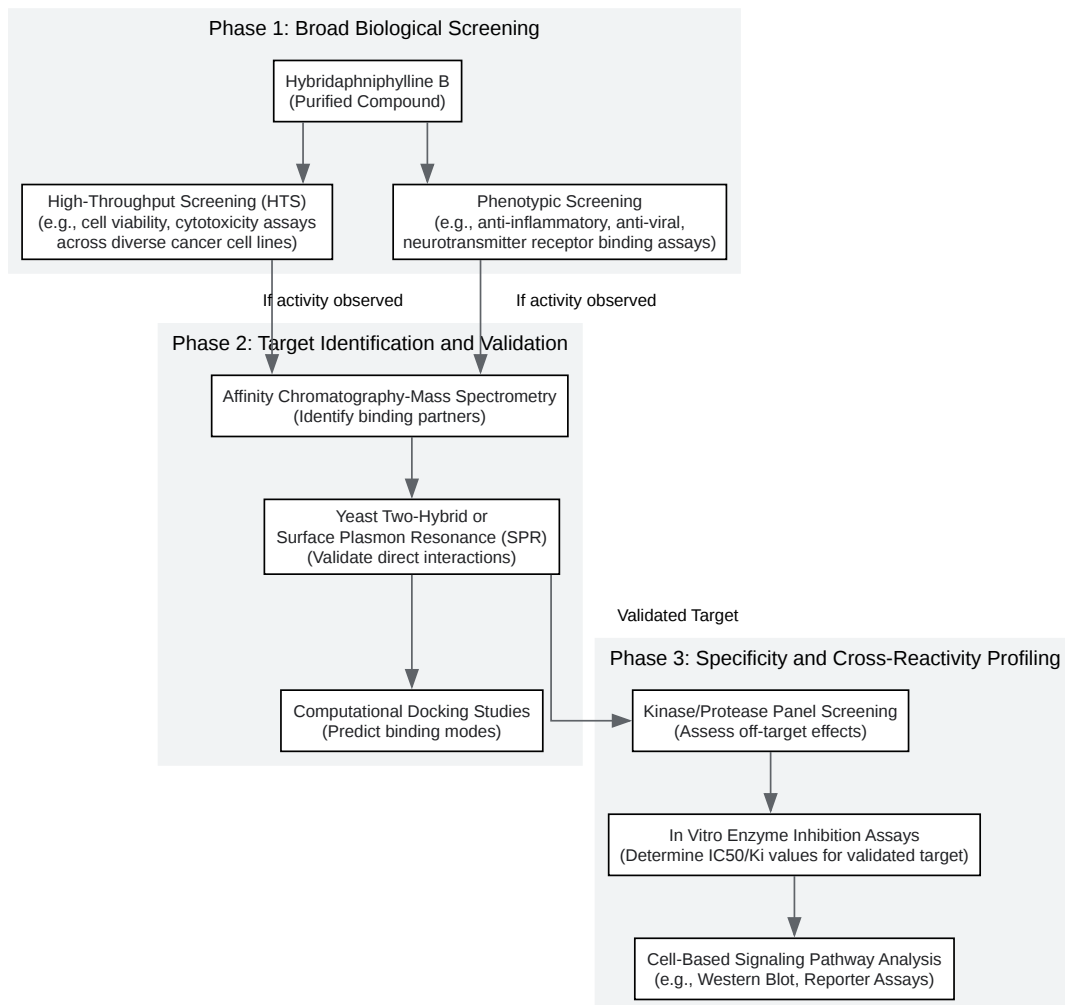 Phase 1: Broad Biological Screening
Hybridaphniphylline B
(Purified Compound)
High-Throughput Screening (HTS)
(e.g., cell viability, cytotoxicity assays
across diverse cancer cell lines)
Phenotypic Screening
(e.g., anti-inflammatory, anti-viral,
neurotransmitter receptor binding assays)
If activity observed
If activity observed
Phase 2: Target Identification and Validation
Affinity Chromatography-Mass Spectrometry
(Identify binding partners)
Yeast Two-Hybrid or
Surface Plasmon Resonance (SPR)
(Validate direct interactions)
Validated Target
Computational Docking Studies
(Predict binding modes)
Phase 3: Specificity and Cross-Reactivity Profiling
Kinase/Protease Panel Screening
(Assess off-target effects)
In Vitro Enzyme Inhibition Assays
(Determine IC50/Ki values for validated target)
Cell-Based Signaling Pathway Analysis
(e.g., Western Blot, Reporter Assays)